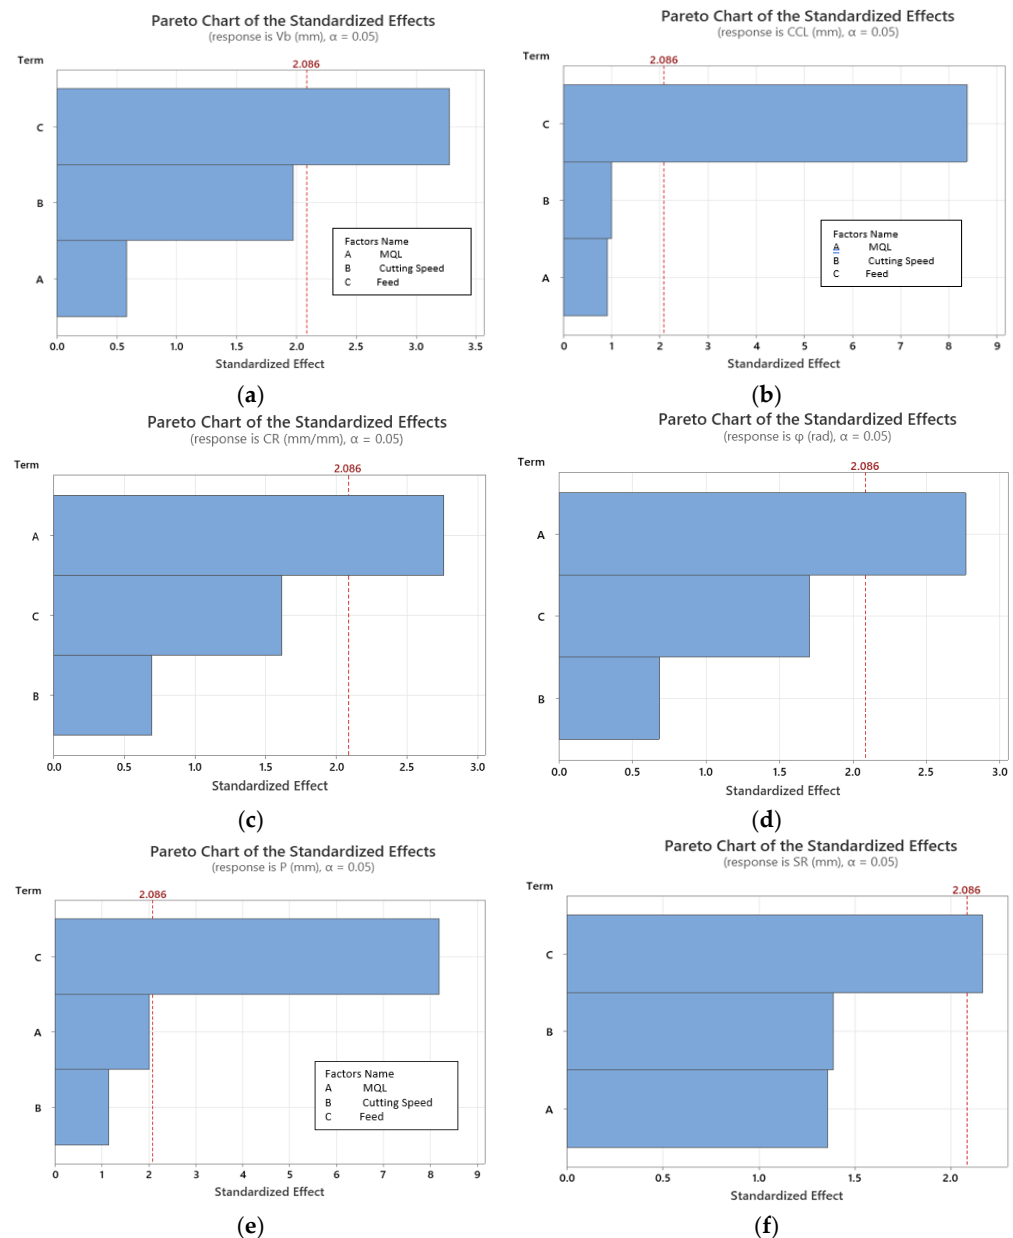 Pareto Chart of the Standardized Effects
(response is Vb (mm), α = 0.05)
Term
2.086
C
B
A
Factors Name
A MQL
B Cutting Speed
C Feed
0.0 0.5 1.0 1.5 2.0 2.5 3.0 3.5
Standardized Effect
(a)
Pareto Chart of the Standardized Effects
(response is CCL (mm), α = 0.05)
Term
2.086
C
B
A
Factors Name
A MQL
B Cutting Speed
C Feed
0 1 2 3 4 5 6 7 8 9
Standardized Effect
(b)
Pareto Chart of the Standardized Effects
(response is CR (mm/mm), α = 0.05)
Term
2.086
A
C
B
0.0 0.5 1.0 1.5 2.0 2.5 3.0
Standardized Effect
(c)
Pareto Chart of the Standardized Effects
(response is φ (rad), α = 0.05)
Term
2.086
A
C
B
0.0 0.5 1.0 1.5 2.0 2.5 3.0
Standardized Effect
(d)
Pareto Chart of the Standardized Effects
(response is P (mm), α = 0.05)
Term
2.086
C
A
B
Factors Name
A MQL
B Cutting Speed
C Feed
0 1 2 3 4 5 6 7 8 9
Standardized Effect
(e)
Pareto Chart of the Standardized Effects
(response is SR (mm), α = 0.05)
Term
2.086
C
B
A
0.0 0.5 1.0 1.5 2.0
Standardized Effect
(f)